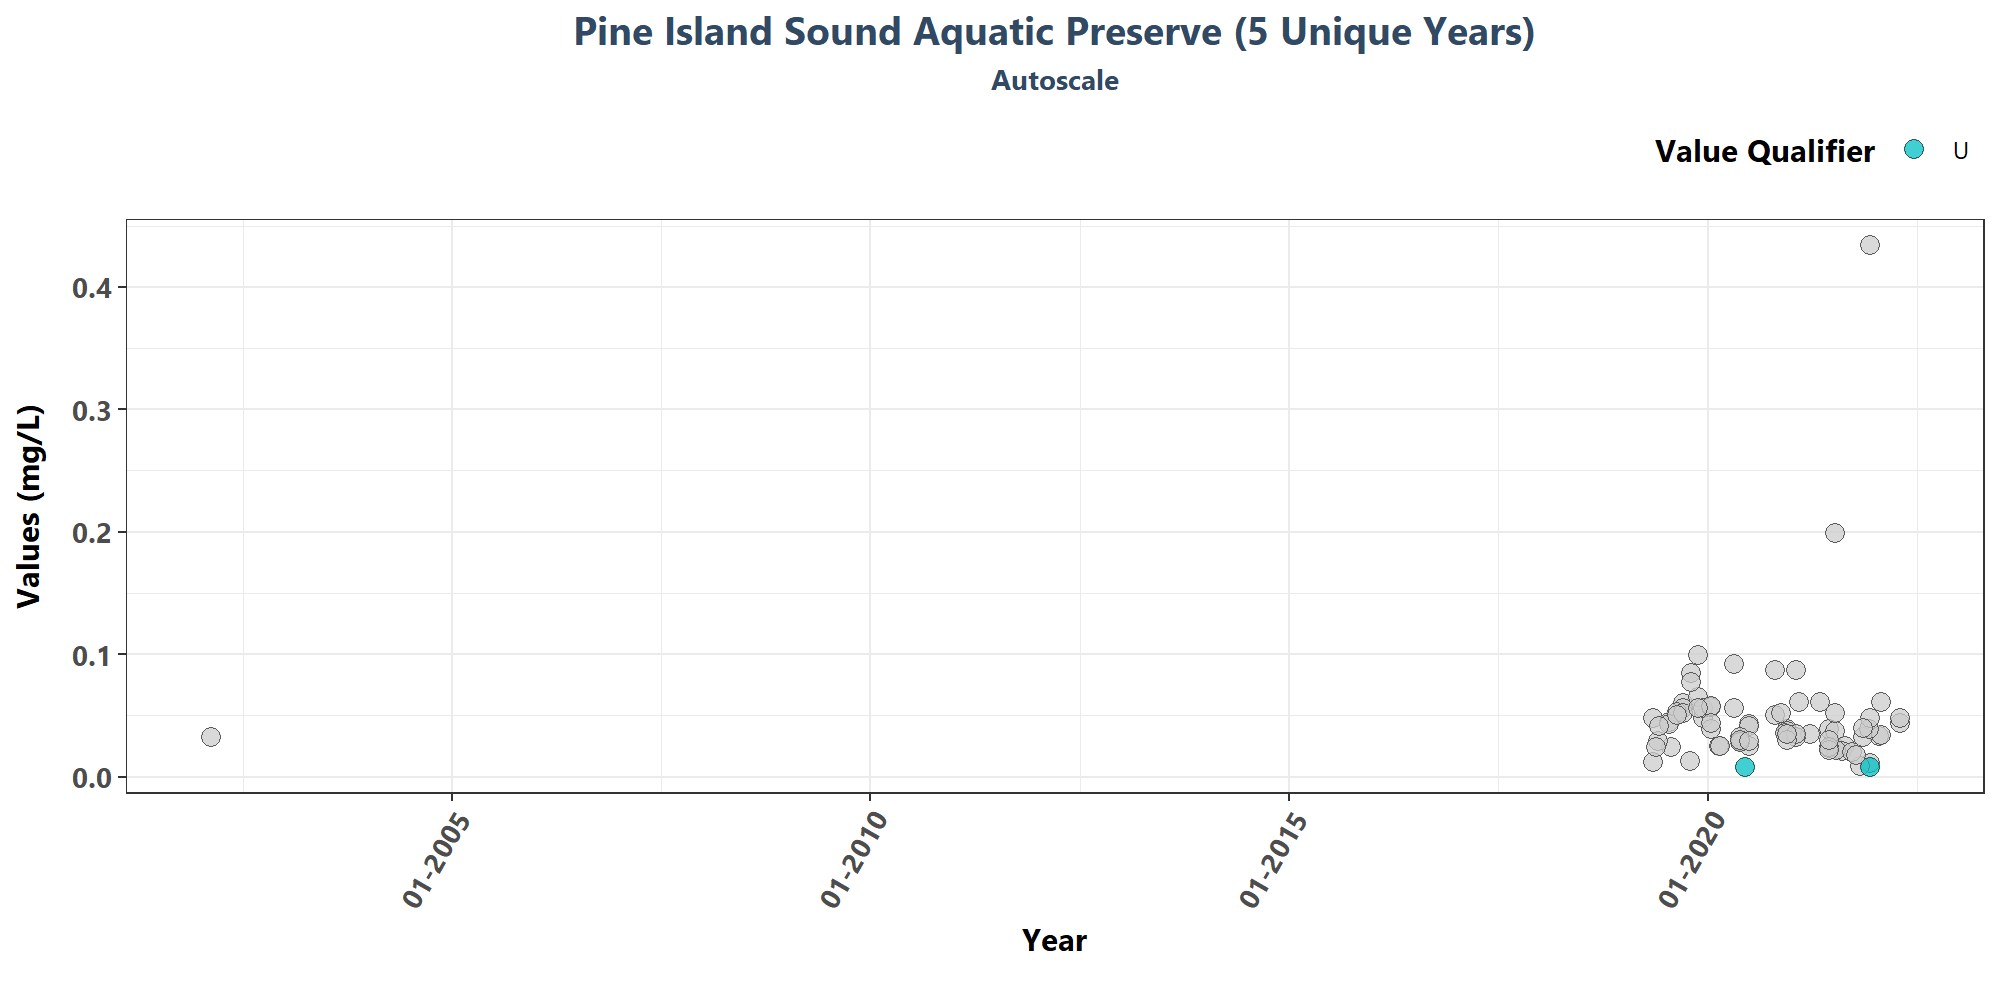 Pine Island Sound Aquatic Preserve (5 Unique Years)
Autoscale
Value Qualifier U
Values (mg/L)
0.4
0.3
0.2
0.1
0.0
01-2005 01-2010 01-2015 01-2020
Year